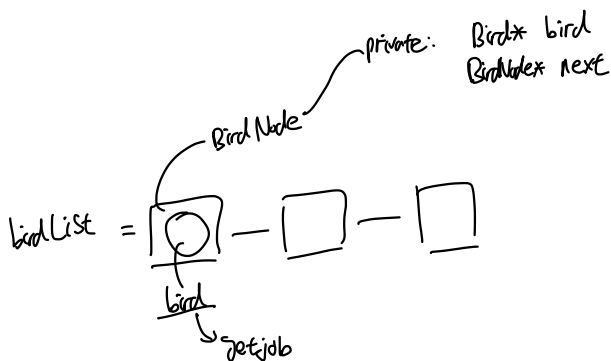 private: Bird* bird
BirdNode* next
BirdNode
birdList =
bird
getjob